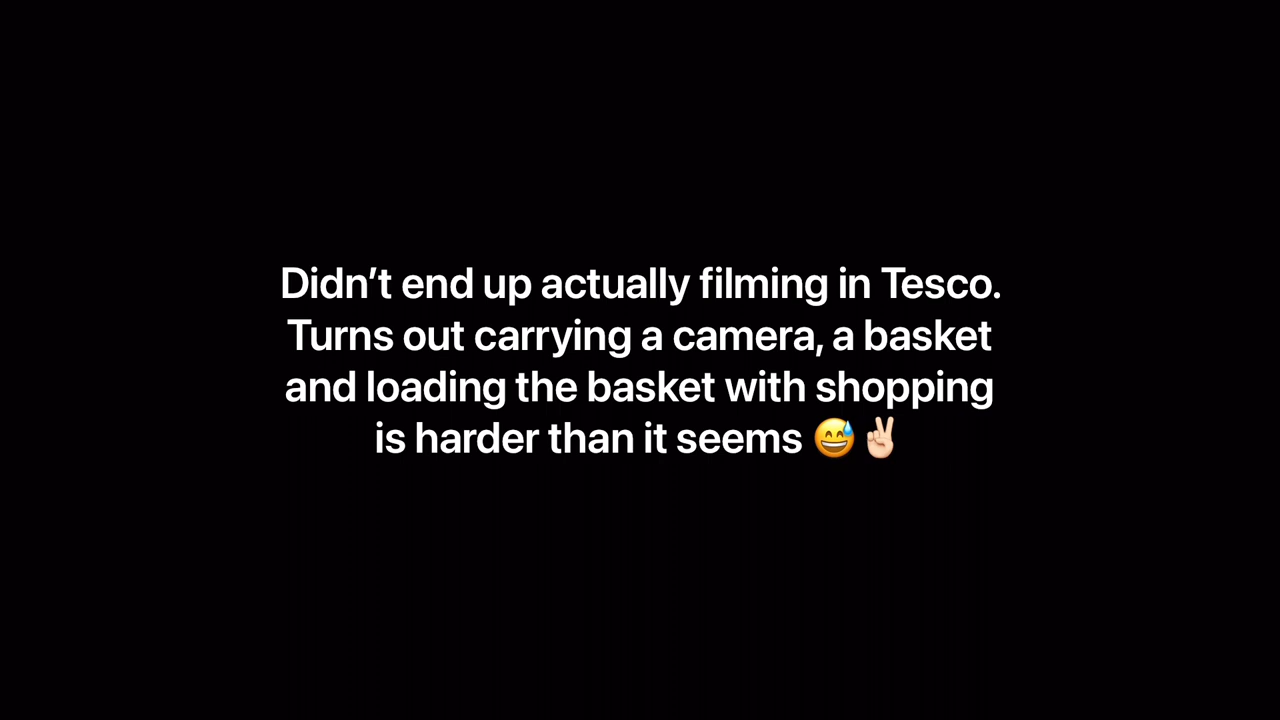 Didn’t end up actually filming in Tesco.
Turns out carrying a camera, a basket
and loading the basket with shopping
is harder than it seems 😅✌🏻